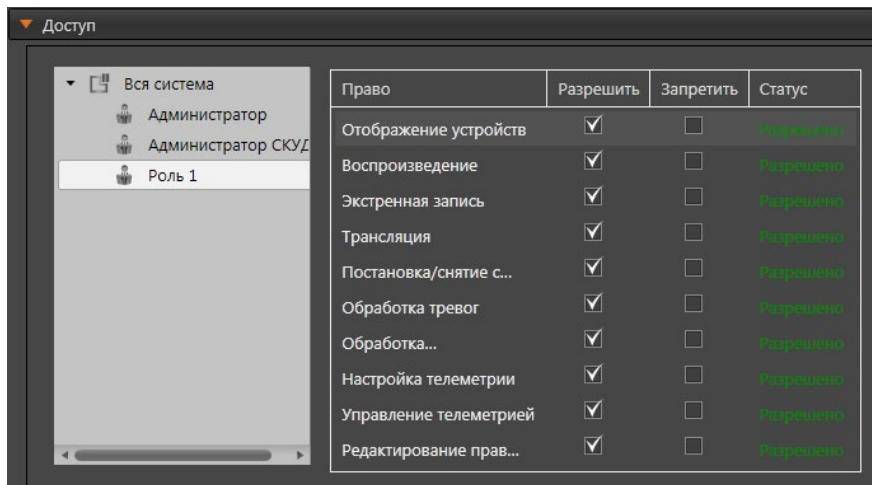 Доступ
Вся система
Администратор
Администратор СКУД
Роль 1
Право Разрешить Запретить Статус
Отображение устройств Разрешено
Воспроизведение Разрешено
Экстренная запись Разрешено
Трансляция Разрешено
Постановка/снятие с... Разрешено
Обработка тревог Разрешено
Обработка... Разрешено
Настройка телеметрии Разрешено
Управление телеметрией Разрешено
Редактирование прав... Разрешено